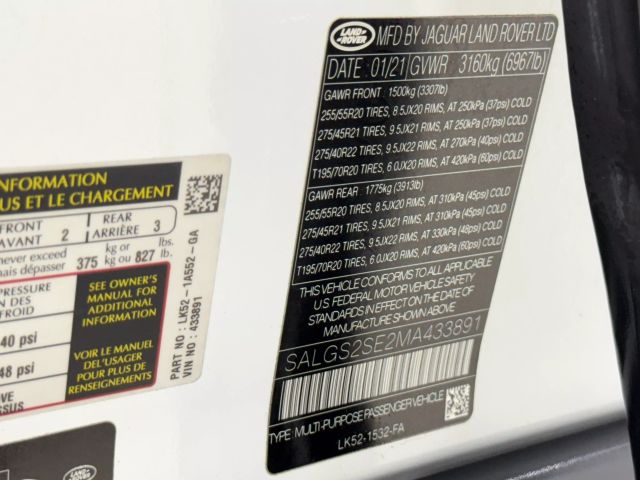 LAND ROVER
MFD BY JAGUAR LAND ROVER LTD
DATE: 01/21 GVWR: 3160kg (6967lb)
GAWR FRONT: 1500kg (3307lb)
255/55R20 TIRES, 8.5JX20 RIMS, AT 250kPa (37psi) COLD
275/45R21 TIRES, 9.5JX21 RIMS, AT 250kPa (37psi) COLD
275/40R22 TIRES, 9.5JX22 RIMS, AT 270kPa (40psi) COLD
T195/70R20 TIRES, 6.0JX20 RIMS, AT 420kPa (60psi) COLD
GAWR REAR: 1775kg (3913lb)
255/55R20 TIRES, 8.5JX20 RIMS, AT 310kPa (45psi) COLD
275/45R21 TIRES, 9.5JX21 RIMS, AT 310kPa (45psi) COLD
275/40R22 TIRES, 9.5JX22 RIMS, AT 330kPa (48psi) COLD
T195/70R20 TIRES, 6.0JX20 RIMS, AT 420kPa (60psi) COLD
THIS VEHICLE CONFORMS TO ALL APPLICABLE
U.S. FEDERAL MOTOR VEHICLE SAFETY
STANDARDS IN EFFECT ON THE DATE OF
MANUFACTURE SHOWN ABOVE.
SALGS2SE2MA433891
TYPE: MULTI-PURPOSE PASSENGER VEHICLE
LK52-1532-FA
INFORMATION
US ET LE CHARGEMENT
FRONT
AVANT 2
REAR
ARRIÈRE 3
never exceed
mais dépasser 375 kg or
kg ou 827 lbs.
lb.
PRESSURE
DES
FROID
40 psi
48 psi
SEE OWNER'S
MANUAL FOR
ADDITIONAL
INFORMATION
VOIR LE MANUEL
DEL'USAGER
POUR PLUS DE
RENSEIGNEMENTS
OVE
ESSUS
PART NO : LK52-1A552-GA
VIN NO : 433891
LAND ROVER